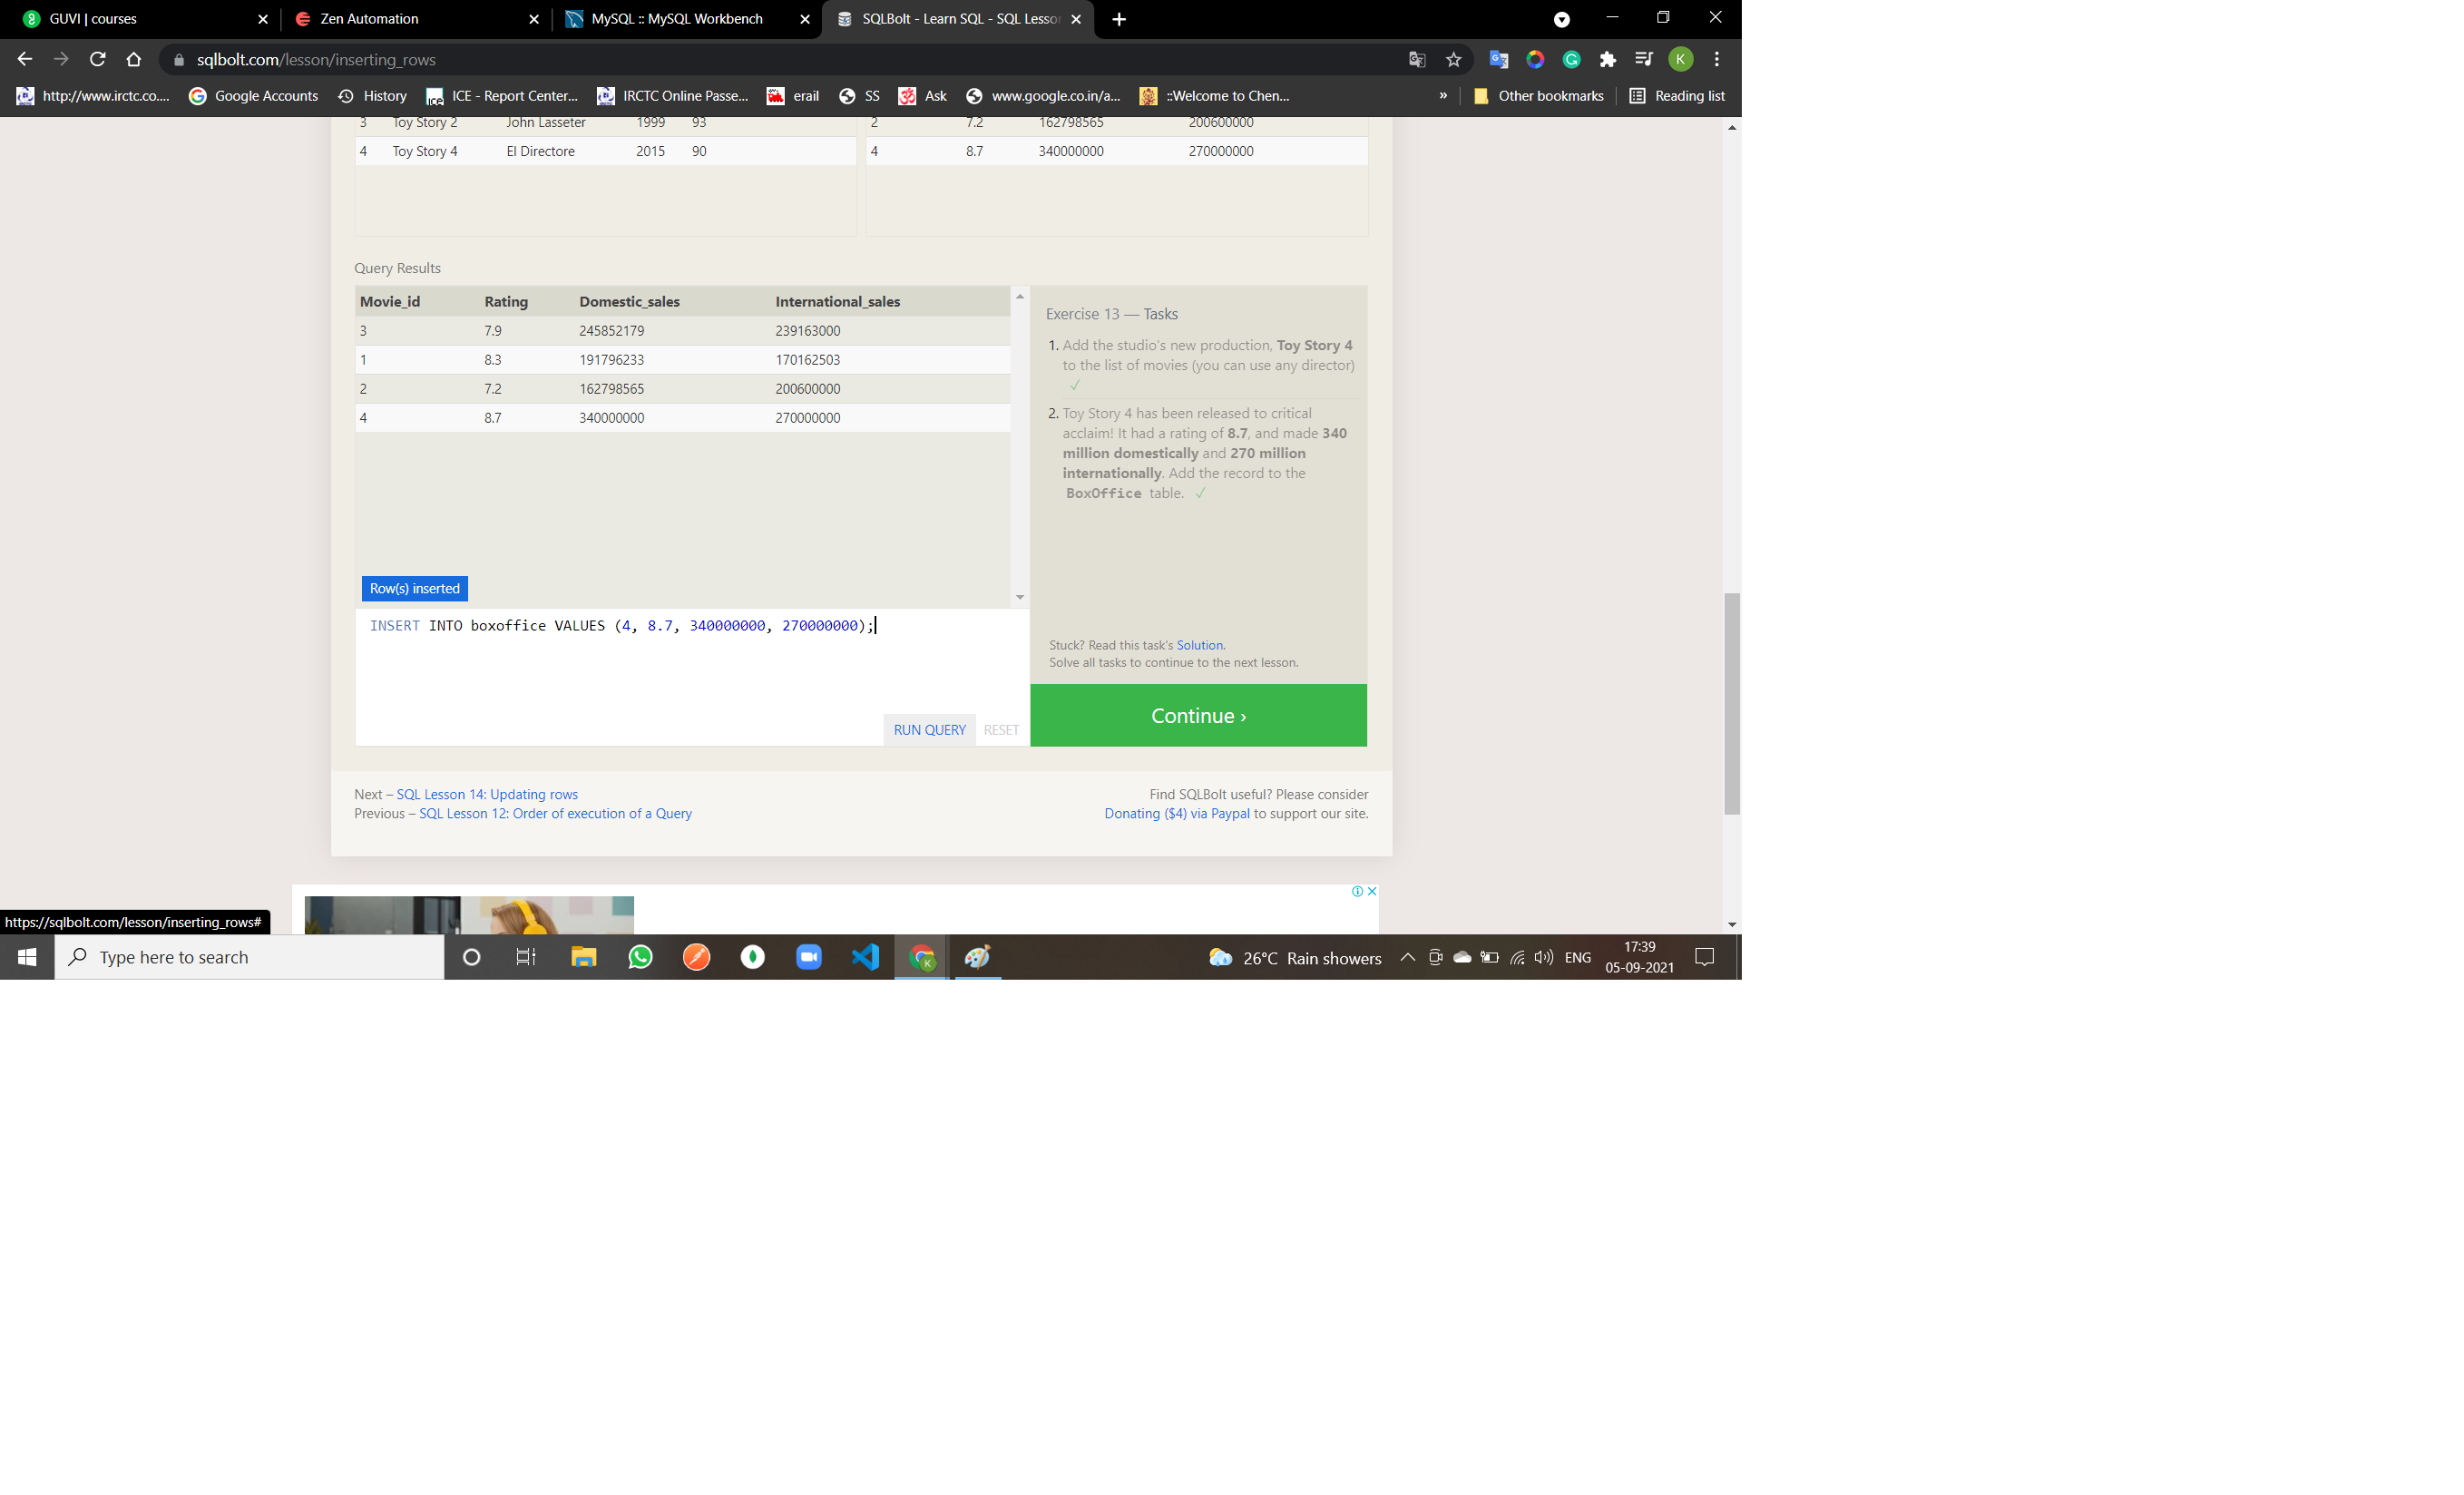 GUVI | courses
Zen Automation
MySQL :: MySQL Workbench
SQLBolt - Learn SQL - SQL Lesso
sqlbolt.com/lesson/inserting_rows
K
http://www.irctc.co....
Google Accounts
History
ICE - Report Center...
IRCTC Online Passe...
erail
SS
Ask
www.google.co.in/a...
::Welcome to Chen...
»
Other bookmarks
Reading list
3 Toy Story 2 John Lasseter 1999 93
4 Toy Story 4 El Directore 2015 90
2 7.2 162798565 200600000
4 8.7 340000000 270000000
Query Results
Movie_id Rating Domestic_sales International_sales
3 7.9 245852179 239163000
1 8.3 191796233 170162503
2 7.2 162798565 200600000
4 8.7 340000000 270000000
Row(s) inserted
INSERT INTO boxoffice VALUES (4, 8.7, 340000000, 270000000);
RUN QUERY RESET
Exercise 13 — Tasks
1. Add the studio's new production, Toy Story 4
to the list of movies (you can use any director)
✓
2. Toy Story 4 has been released to critical
acclaim! It had a rating of 8.7, and made 340
million domestically and 270 million
internationally. Add the record to the
BoxOffice table. ✓
Stuck? Read this task's Solution.
Solve all tasks to continue to the next lesson.
Continue ›
Next – SQL Lesson 14: Updating rows
Previous – SQL Lesson 12: Order of execution of a Query
Find SQLBolt useful? Please consider
Donating ($4) via Paypal to support our site.
https://sqlbolt.com/lesson/inserting_rows#
Type here to search
K
26°C Rain showers
ENG
17:39
05-09-2021